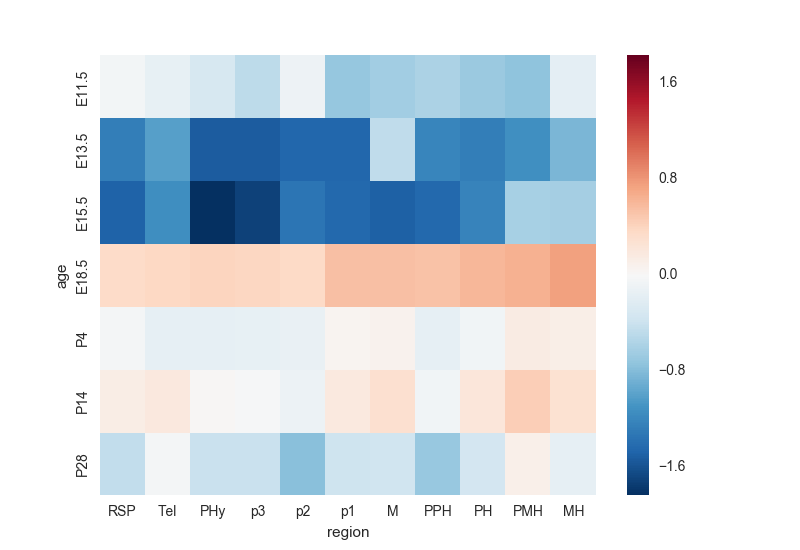 E11.5
E13.5
E15.5
E18.5
P4
P14
P28
age
RSP Tel PHy p3 p2 p1 M PPH PH PMH MH
region
1.6
0.8
0.0
−0.8
−1.6